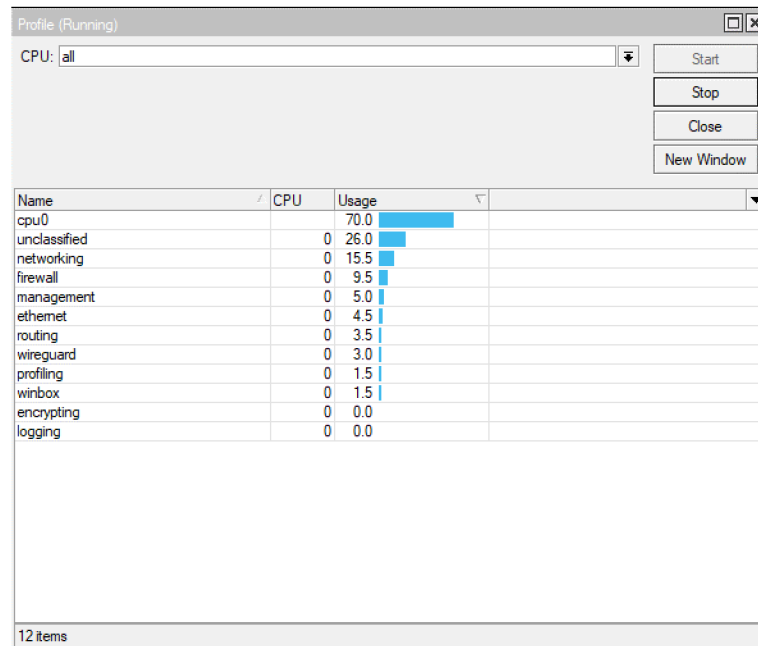 Profile (Running)
CPU: all
Start
Stop
Close
New Window
Name CPU Usage
cpu0 70.0
unclassified 0 26.0
networking 0 15.5
firewall 0 9.5
management 0 5.0
ethernet 0 4.5
routing 0 3.5
wireguard 0 3.0
profiling 0 1.5
winbox 0 1.5
encrypting 0 0.0
logging 0 0.0
12 items